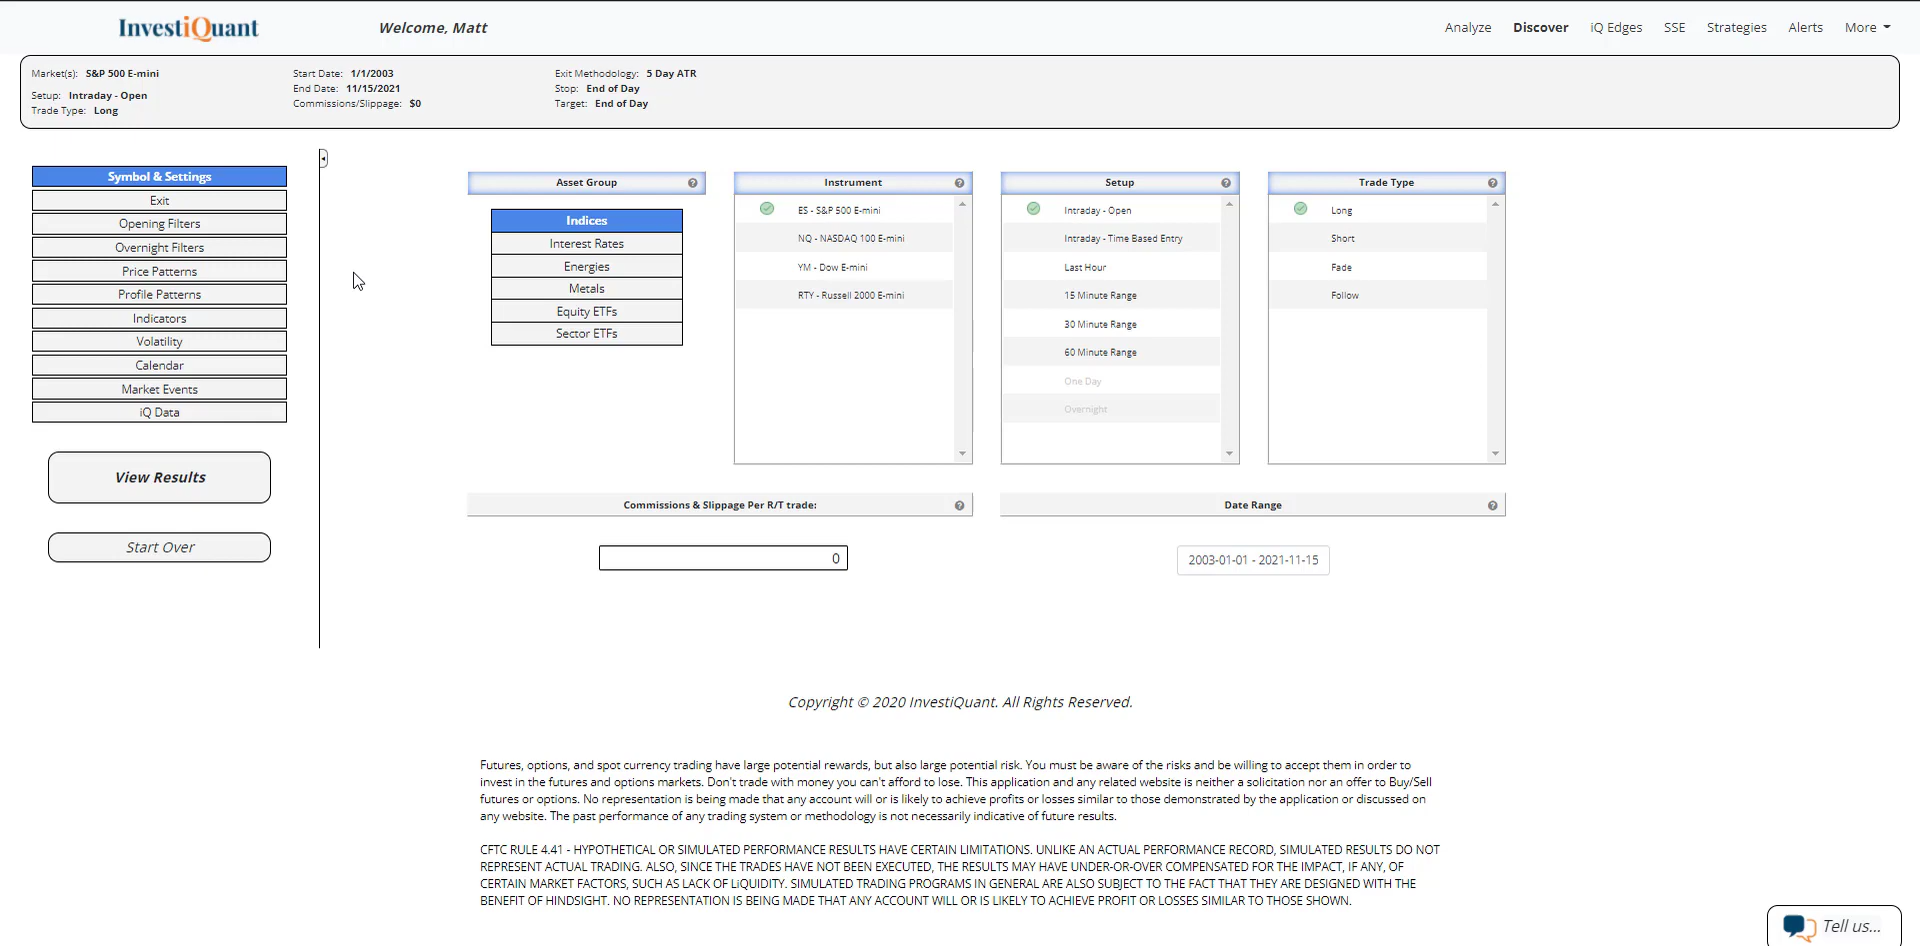 InvestiQuant
Welcome, Matt
Analyze Discover iQ Edges SSE Strategies Alerts More
Market(s): S&P 500 E-mini
Setup: Intraday - Open
Trade Type: Long
Start Date: 1/1/2003
End Date: 11/15/2021
Commissions/Slippage: $0
Exit Methodology: 5 Day ATR
Stop: End of Day
Target: End of Day
Symbol & Settings
Exit
Opening Filters
Overnight Filters
Price Patterns
Profile Patterns
Indicators
Volatility
Calendar
Market Events
iQ Data
View Results
Start Over
Asset Group
Indices
Interest Rates
Energies
Metals
Equity ETFs
Sector ETFs
Instrument
ES - S&P 500 E-mini
NQ - NASDAQ 100 E-mini
YM - Dow E-mini
RTY - Russell 2000 E-mini
Setup
Intraday - Open
Intraday - Time Based Entry
Last Hour
15 Minute Range
30 Minute Range
60 Minute Range
One Day
Overnight
Trade Type
Long
Short
Fade
Follow
Commissions & Slippage Per R/T trade:
0
Date Range
2003-01-01 - 2021-11-15
Copyright © 2020 InvestiQuant. All Rights Reserved.
Futures, options, and spot currency trading have large potential rewards, but also large potential risk. You must be aware of the risks and be willing to accept them in order to
invest in the futures and options markets. Don't trade with money you can't afford to lose. This application and any related website is neither a solicitation nor an offer to Buy/Sell
futures or options. No representation is being made that any account will or is likely to achieve profits or losses similar to those demonstrated by the application or discussed on
any website. The past performance of any trading system or methodology is not necessarily indicative of future results.
CFTC RULE 4.41 - HYPOTHETICAL OR SIMULATED PERFORMANCE RESULTS HAVE CERTAIN LIMITATIONS. UNLIKE AN ACTUAL PERFORMANCE RECORD, SIMULATED RESULTS DO NOT
REPRESENT ACTUAL TRADING. ALSO, SINCE THE TRADES HAVE NOT BEEN EXECUTED, THE RESULTS MAY HAVE UNDER-OR-OVER COMPENSATED FOR THE IMPACT, IF ANY, OF
CERTAIN MARKET FACTORS, SUCH AS LACK OF LiQUIDITY. SIMULATED TRADING PROGRAMS IN GENERAL ARE ALSO SUBJECT TO THE FACT THAT THEY ARE DESIGNED WITH THE
BENEFIT OF HINDSIGHT. NO REPRESENTATION IS BEING MADE THAT ANY ACCOUNT WILL OR IS LIKELY TO ACHIEVE PROFIT OR LOSSES SIMILAR TO THOSE SHOWN.
Tell us...